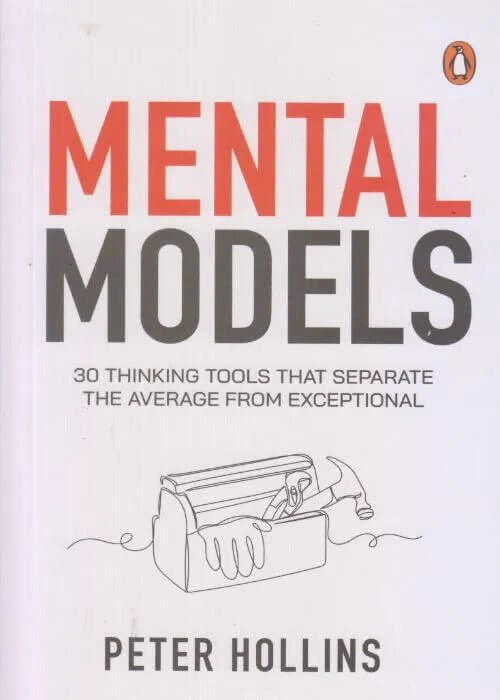 MENTAL
MODELS
30 THINKING TOOLS THAT SEPARATE
THE AVERAGE FROM EXCEPTIONAL
PETER HOLLINS